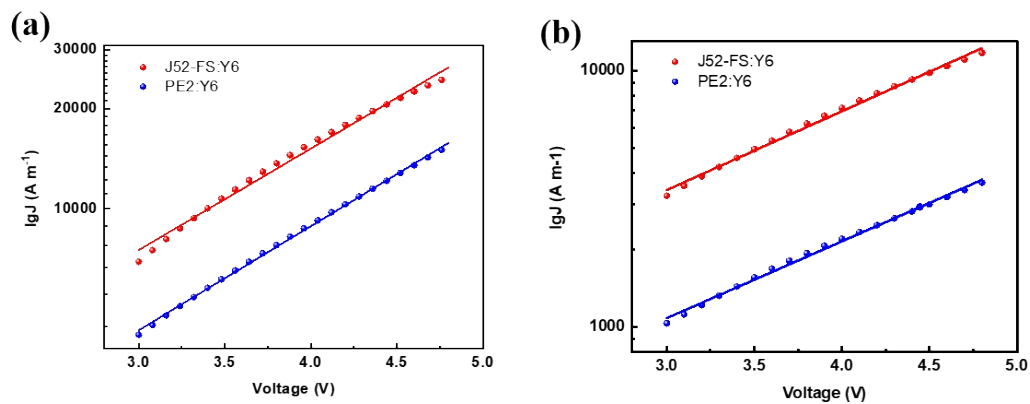 (a)
30000
20000
10000
lgJ (A m⁻¹)
J52-FS:Y6
PE2:Y6
3.0 3.5 4.0 4.5 5.0
Voltage (V)
(b)
10000
1000
lgJ (A m-1)
J52-FS:Y6
PE2:Y6
3.0 3.5 4.0 4.5 5.0
Voltage (V)